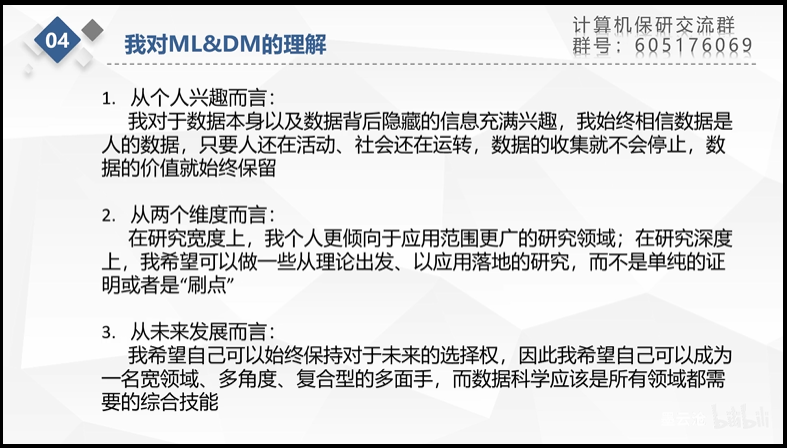 04
我对ML&DM的理解
计算机保研交流群
群号：605176069
1. 从个人兴趣而言：
我对于数据本身以及数据背后隐藏的信息充满兴趣，我始终相信数据是
人的数据，只要人还在活动、社会还在运转，数据的收集就不会停止，数
据的价值就始终保留
2. 从两个维度而言：
在研究宽度上，我个人更倾向于应用范围更广的研究领域；在研究深度
上，我希望可以做一些从理论出发、以应用落地的研究，而不是单纯的证
明或者是“刷点”
3. 从未来发展而言：
我希望自己可以始终保持对于未来的选择权，因此我希望自己可以成为
一名宽领域、多角度、复合型的多面手，而数据科学应该是所有领域都需
要的综合技能
bilibili